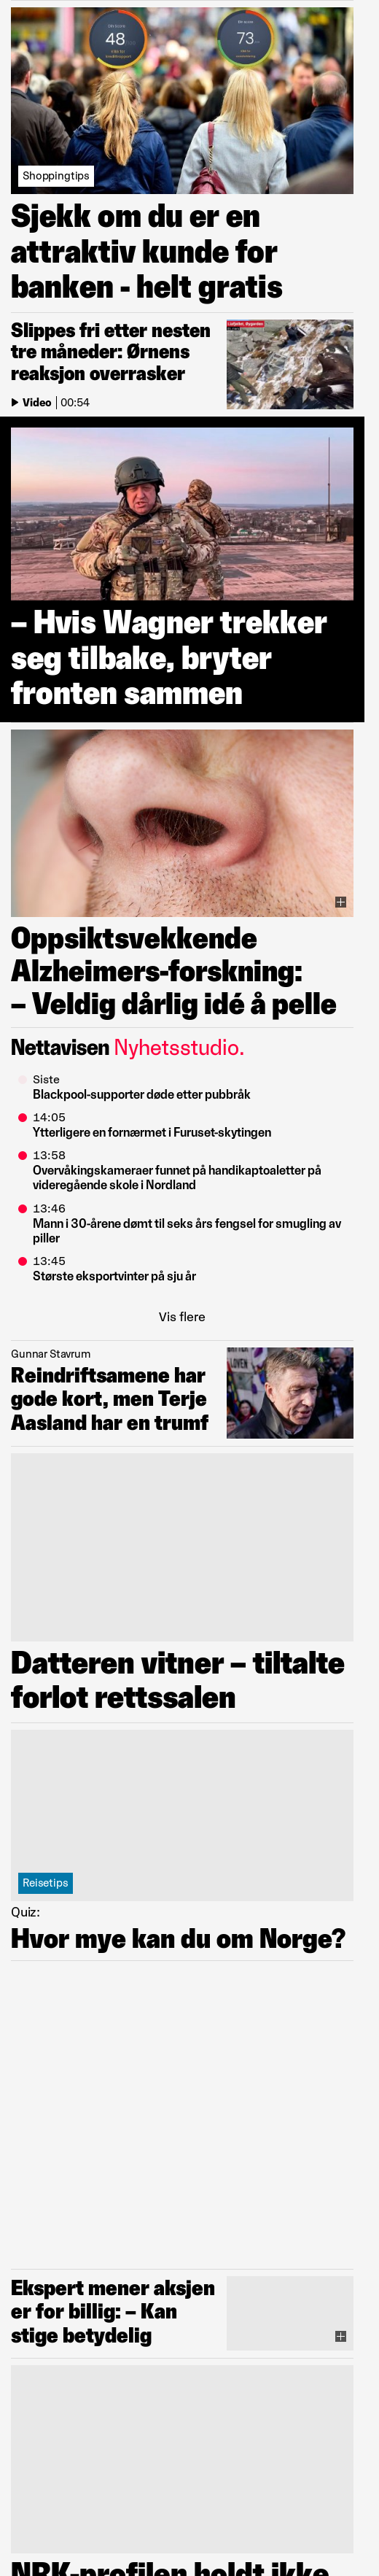 48
73
Shoppingtips
Sjekk om du er en
attraktiv kunde for
banken - helt gratis
Slippes fri etter nesten
tre måneder: Ørnens
reaksjon overrasker
Video | 00:54
– Hvis Wagner trekker
seg tilbake, bryter
fronten sammen
Oppsiktsvekkende
Alzheimers-forskning:
– Veldig dårlig idé å pelle
Nettavisen Nyhetsstudio.
Siste
Blackpool-supporter døde etter pubbråk
14:05
Ytterligere en fornærmet i Furuset-skytingen
13:58
Overvåkingskameraer funnet på handikaptoaletter på
videregående skole i Nordland
13:46
Mann i 30-årene dømt til seks års fengsel for smugling av
piller
13:45
Største eksportvinter på sju år
Vis flere
Gunnar Stavrum
Reindriftsamene har
gode kort, men Terje
Aasland har en trumf
Datteren vitner – tiltalte
forlot rettssalen
Reisetips
Quiz:
Hvor mye kan du om Norge?
Ekspert mener aksjen
er for billig: – Kan
stige betydelig
NRK-profilen holdt ikke